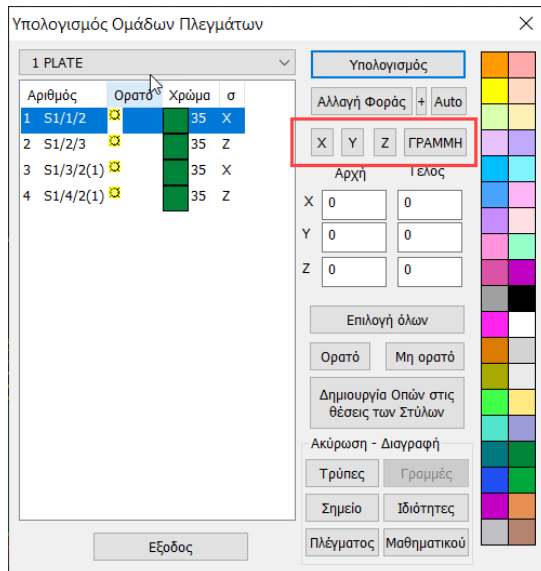 Υπολογισμός Ομάδων Πλεγμάτων
1 PLATE
Υπολογισμός
Αριθμός Ορατό Χρώμα σ
Αλλαγή Φοράς + Auto
1 S1/1/2 35 X
2 S1/2/3 35 Z
X Y Z ΓΡΑΜΜΗ
3 S1/3/2(1) 35 X
Αρχή Τέλος
4 S1/4/2(1) 35 Z
X 0 0
Y 0 0
Z 0 0
Επιλογή όλων
Ορατό Μη ορατό
Δημιουργία Οπών στις
θέσεις των Στύλων
Ακύρωση - Διαγραφή
Τρύπες Γραμμές
Σημείο Ιδιότητες
Πλέγματος Μαθηματικού
Εξοδος